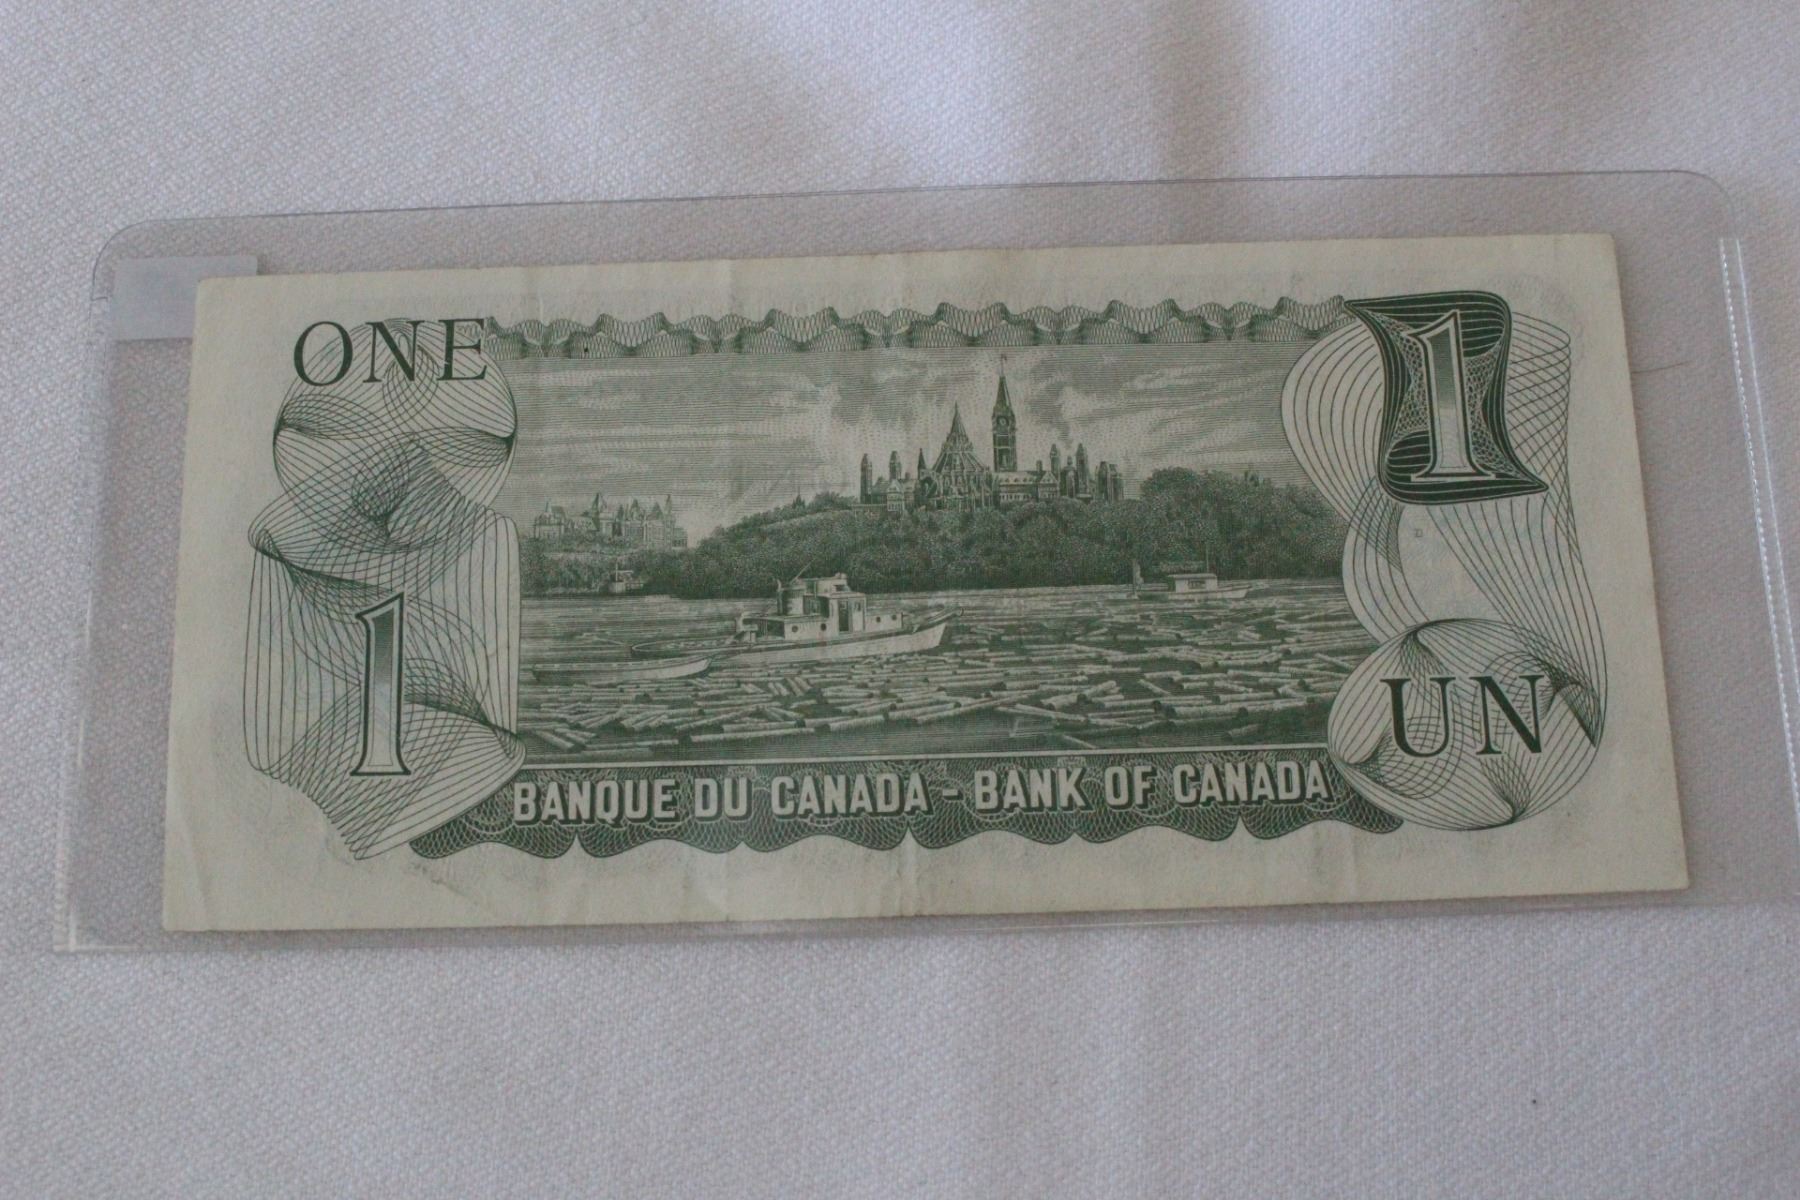 ONE
1
1
UN
BANQUE DU CANADA - BANK OF CANADA